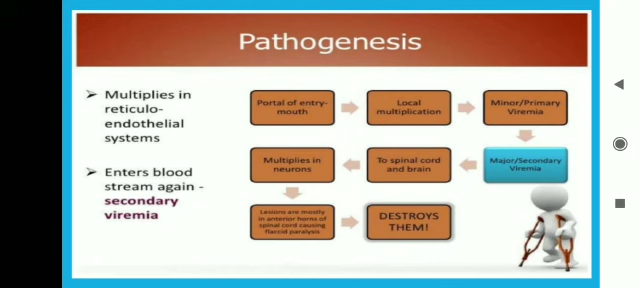 Pathogenesis
➢ Multiplies in
reticulo-
endothelial
systems
➢ Enters blood
stream again -
secondary
viremia
Portal of entry-
mouth
Local
multiplication
Minor/Primary
Viremia
Major/Secondary
Viremia
To spinal cord
and brain
Multiplies in
neurons
Lesions are mostly
in anterior horns of
spinal cord causing
flaccid paralysis
DESTROYS
THEM!